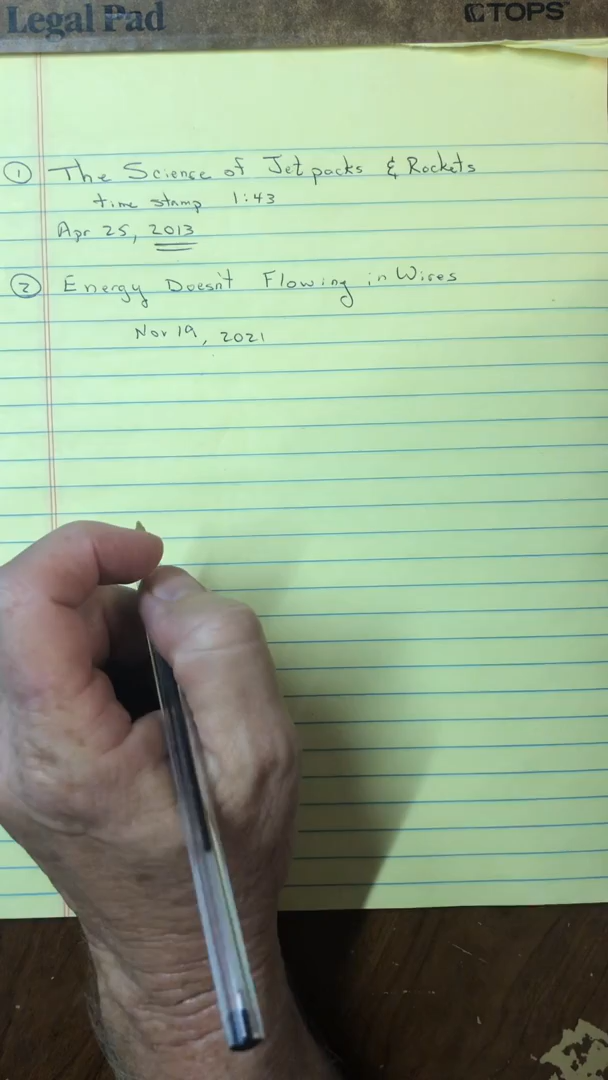 Legal Pad TOPS
① The Science of Jetpacks & Rockets
time stamp 1:43
Apr 25, 2013
② Energy Doesn't Flowing in Wires
Nov 19, 2021